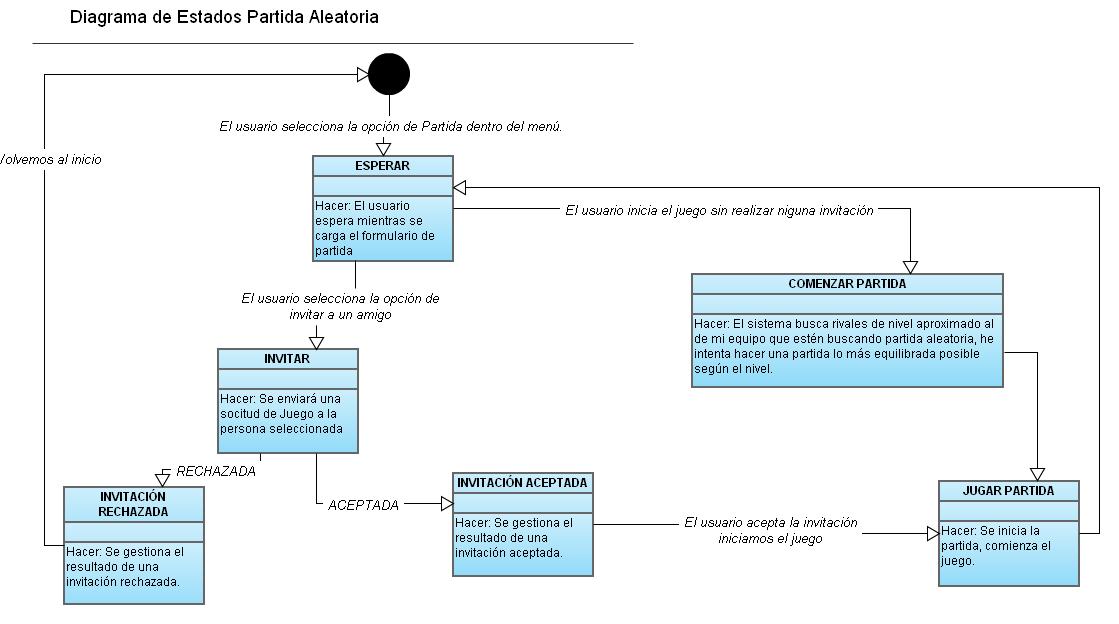 Diagrama de Estados Partida Aleatoria
El usuario selecciona la opción de Partida dentro del menú.
/olvemos al inicio
ESPERAR
Hacer: El usuario
espera mientras se
carga el formulario de
partida
El usuario inicia el juego sin realizar niguna invitación
COMENZAR PARTIDA
Hacer: El sistema busca rivales de nivel aproximado al
de mi equipo que estén buscando partida aleatoria, he
intenta hacer una partida lo más equilibrada posible
según el nivel.
El usuario selecciona la opción de
invitar a un amigo
INVITAR
Hacer: Se enviará una
socitud de Juego a la
persona seleccionada
RECHAZADA
ACEPTADA
INVITACIÓN
RECHAZADA
Hacer: Se gestiona el
resultado de una
invitación rechazada.
INVITACIÓN ACEPTADA
Hacer: Se gestiona el
resultado de una
invitación aceptada.
El usuario acepta la invitación
iniciamos el juego
JUGAR PARTIDA
Hacer: Se inicia la
partida, comienza el
juego.